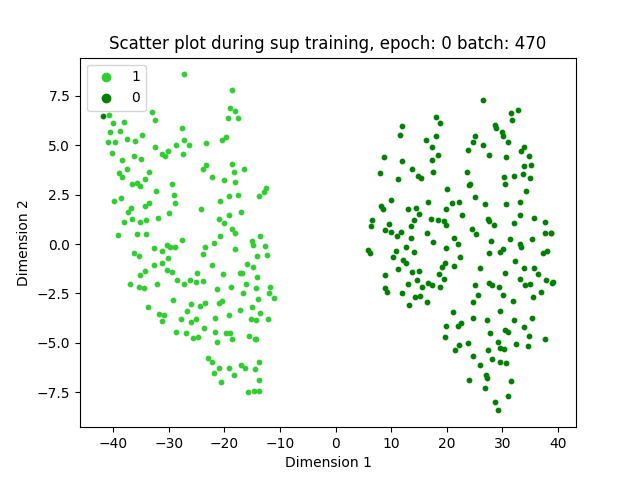 Scatter plot during sup training, epoch: 0 batch: 470
1
0
7.5
5.0
2.5
0.0
−2.5
−5.0
−7.5
Dimension 2
−40 −30 −20 −10 0 10 20 30 40
Dimension 1